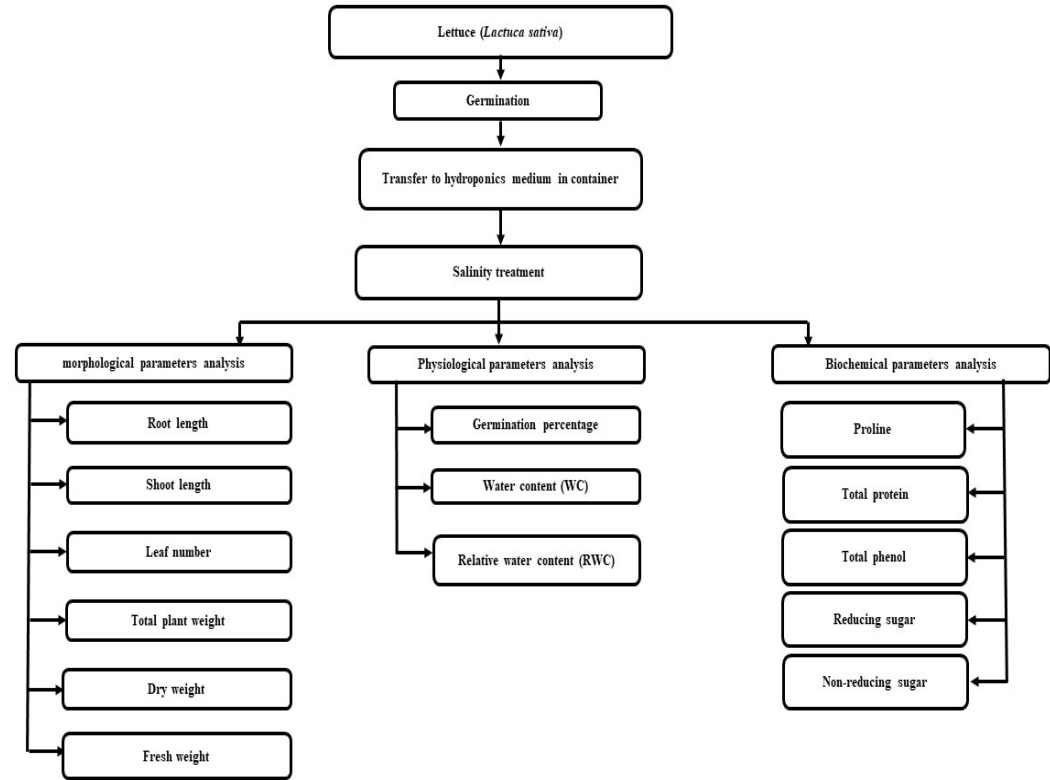 Lettuce (Lactuca sativa)
Germination
Transfer to hydroponics medium in container
Salinity treatment
morphological parameters analysis
Root length
Shoot length
Leaf number
Total plant weight
Dry weight
Fresh weight
Physiological parameters analysis
Germination percentage
Water content (WC)
Relative water content (RWC)
Biochemical parameters analysis
Proline
Total protein
Total phenol
Reducing sugar
Non-reducing sugar